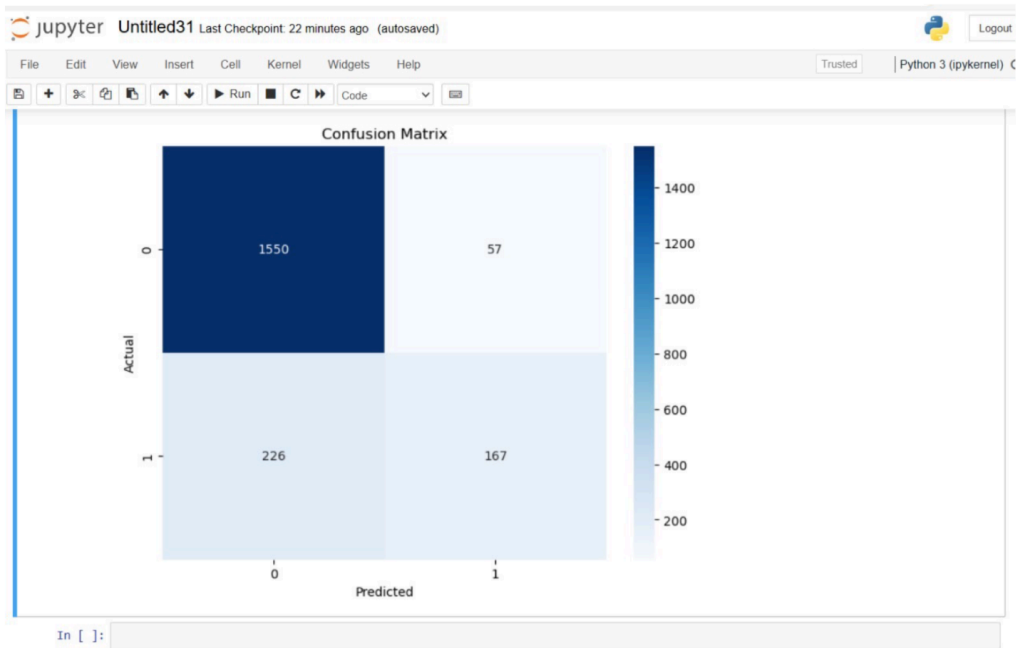 jupyter Untitled31 Last Checkpoint: 22 minutes ago (autosaved)
Logout
File Edit View Insert Cell Kernel Widgets Help
Trusted
Python 3 (ipykernel)
Run
Code
Confusion Matrix
1400
1550
57
0
1200
1000
Actual
800
600
226
167
1
400
200
0
1
Predicted
In [ ]: